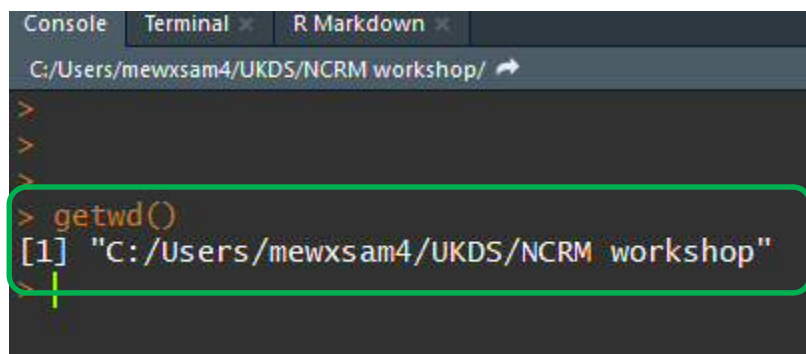 Console Terminal R Markdown
C:/Users/mewxsam4/UKDS/NCRM workshop/
>
>
>
> getwd()
[1] "C:/Users/mewxsam4/UKDS/NCRM workshop"
>